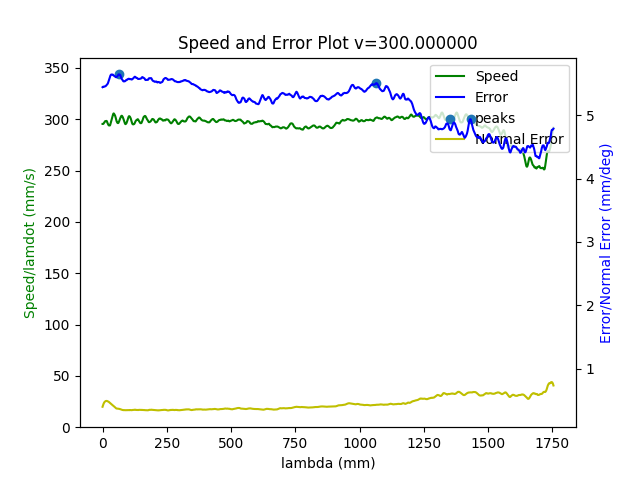 Speed and Error Plot v=300.000000
Speed
Error
peaks
Normal Error
350
300
250
200
150
100
50
0
Speed/lamdot (mm/s)
5
4
3
2
1
Error/Normal Error (mm/deg)
0
250
500
750
1000
1250
1500
1750
lambda (mm)